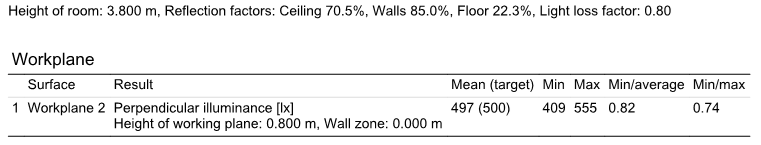 Height of room: 3.800 m, Reflection factors: Ceiling 70.5%, Walls 85.0%, Floor 22.3%, Light loss factor: 0.80
Workplane
Surface Result Mean (target) Min Max Min/average Min/max
1 Workplane 2 Perpendicular illuminance [lx] 497 (500) 409 555 0.82 0.74
Height of working plane: 0.800 m, Wall zone: 0.000 m